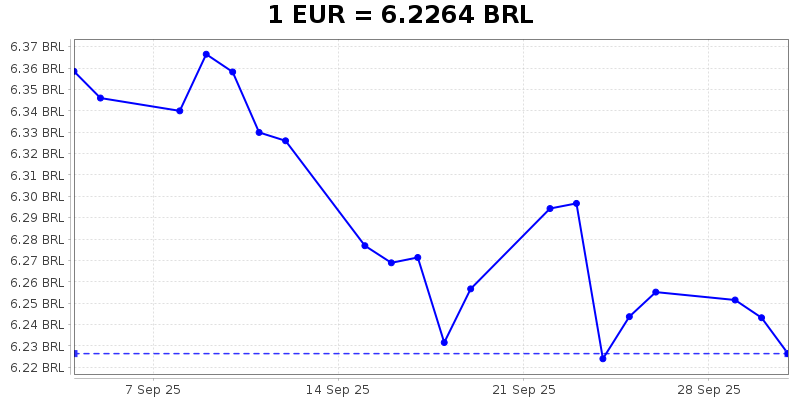 1 EUR = 6.2264 BRL
6.37 BRL
6.36 BRL
6.35 BRL
6.34 BRL
6.33 BRL
6.32 BRL
6.31 BRL
6.30 BRL
6.29 BRL
6.28 BRL
6.27 BRL
6.26 BRL
6.25 BRL
6.24 BRL
6.23 BRL
6.22 BRL
7 Sep 25
14 Sep 25
21 Sep 25
28 Sep 25